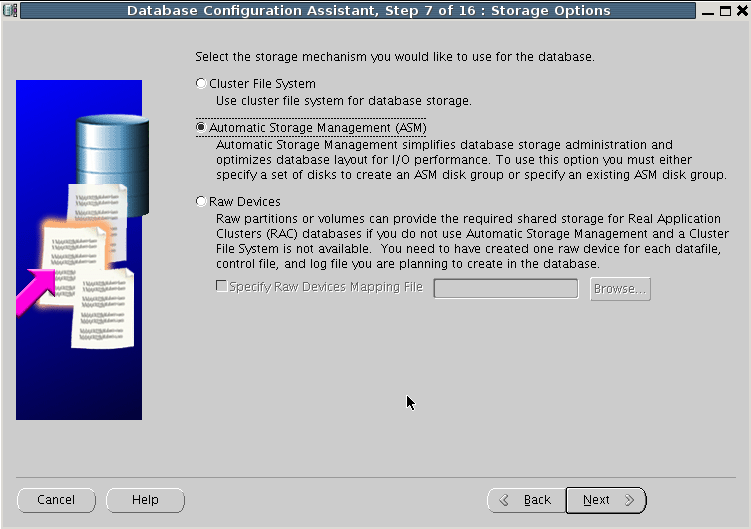 Database Configuration Assistant, Step 7 of 16 : Storage Options
Select the storage mechanism you would like to use for the database.
Cluster File System
Use cluster file system for database storage.
Automatic Storage Management (ASM)
Automatic Storage Management simplifies database storage administration and
optimizes database layout for I/O performance. To use this option you must either
specify a set of disks to create an ASM disk group or specify an existing ASM disk group.
Raw Devices
Raw partitions or volumes can provide the required shared storage for Real Application
Clusters (RAC) databases if you do not use Automatic Storage Management and a Cluster
File System is not available.  You need to have created one raw device for each datafile,
control file, and log file you are planning to create in the database.
Specify Raw Devices Mapping File
Browse...
Cancel
Help
Back
Next